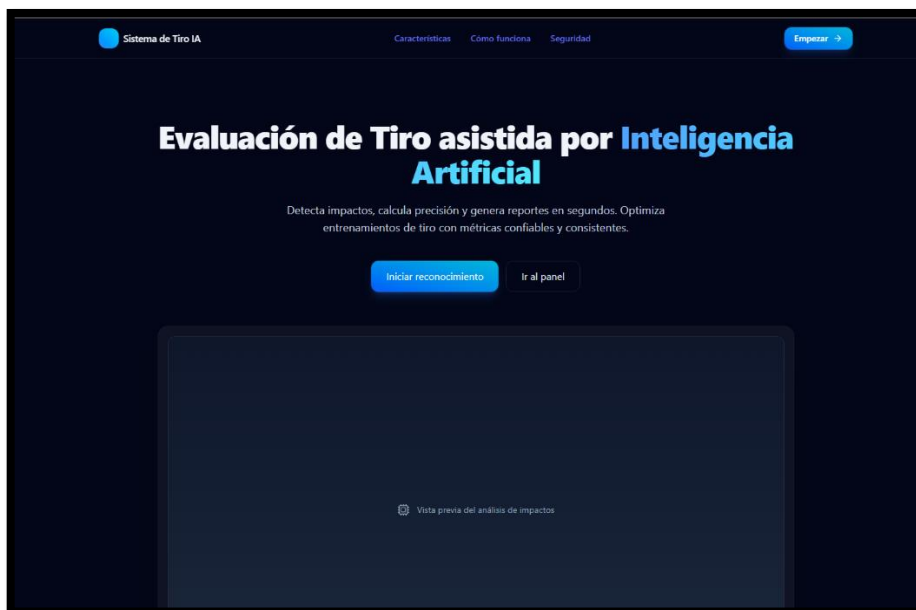 Sistema de Tiro IA
Características Cómo funciona Seguridad
Empezar →
Evaluación de Tiro asistida por Inteligencia
Artificial
Detecta impactos, calcula precisión y genera reportes en segundos. Optimiza
entrenamientos de tiro con métricas confiables y consistentes.
Iniciar reconocimiento
Ir al panel
Vista previa del análisis de impactos